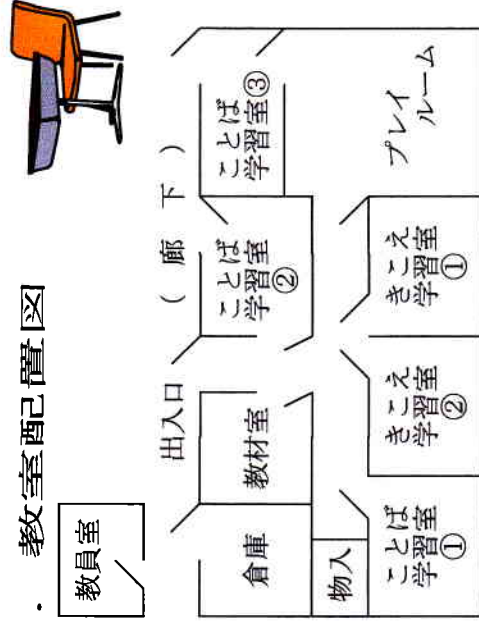 ・ 教室配置図
教員室
出入口
( 廊 下 )
倉庫
教材室
ことば
学習室
②
ことば
学習室③
物入
ことば
学習室
①
きこえ
学習室
②
きこえ
学習室
①
プレイ
ルーム